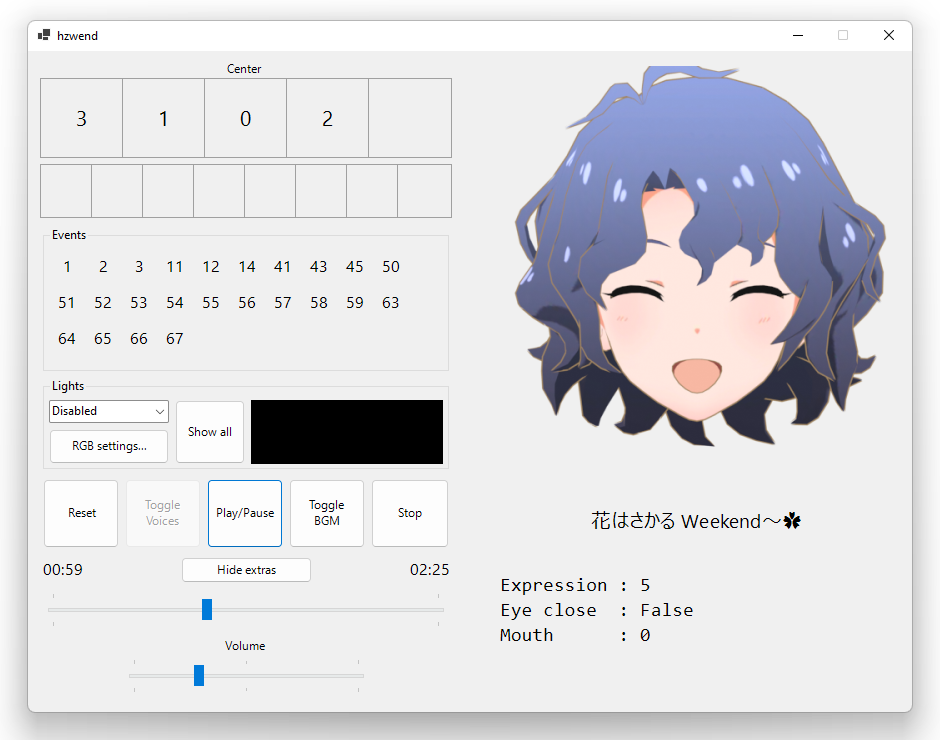 hzwend
Center
3 1 0 2
Events
1 2 3 11 12 14 41 43 45 50
51 52 53 54 55 56 57 58 59 63
64 65 66 67
Lights
Disabled
RGB settings...
Show all
Reset
Toggle
Voices
Play/Pause
Toggle
BGM
Stop
00:59
Hide extras
02:25
Volume
花はさかる Weekend～✿
Expression : 5
Eye close : False
Mouth : 0